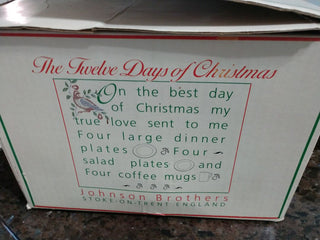 The Twelve Days of Christmas
On the best day
of Christmas my
true love sent to me
Four large dinner
plates Four
salad plates and
Four coffee mugs
Johnson Brothers
STOKE-ON-TRENT ENGLAND